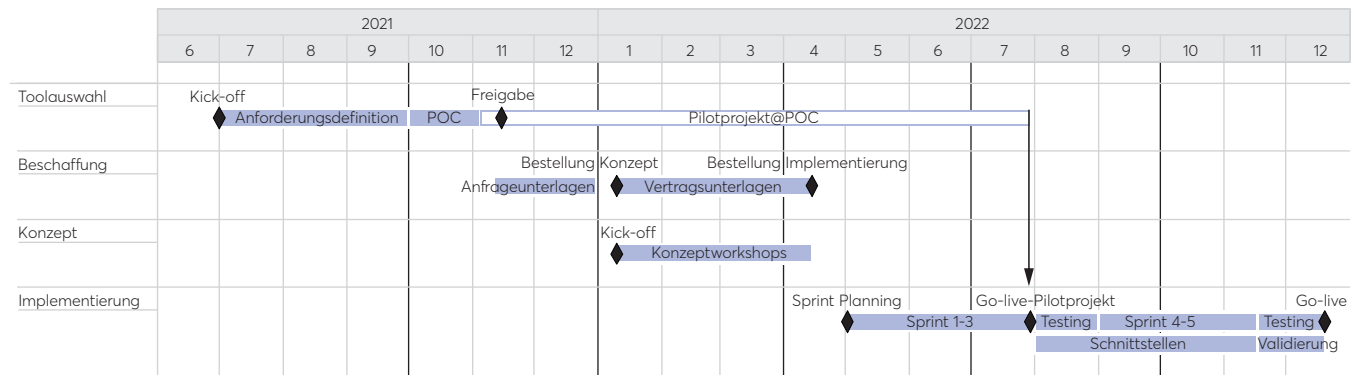 2021 2022
6 7 8 9 10 11 12 1 2 3 4 5 6 7 8 9 10 11 12
Toolauswahl
Kick-off Freigabe
Anforderungsdefinition POC Pilotprojekt@POC
Beschaffung
Bestellung Konzept Bestellung Implementierung
Anfrageunterlagen Vertragsunterlagen
Konzept
Kick-off
Konzeptworkshops
Implementierung
Sprint Planning Go-live-Pilotprojekt Go-live
Sprint 1-3 Testing Sprint 4-5 Testing
Schnittstellen Validierung